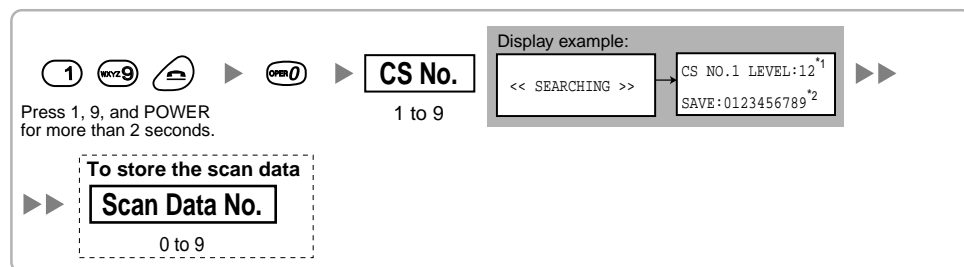 Display example:
1 WXYZ9 OPER0 CS No. << SEARCHING >> CS NO.1 LEVEL:12*1
SAVE:0123456789*2
Press 1, 9, and POWER
for more than 2 seconds.
1 to 9
To store the scan data
Scan Data No.
0 to 9